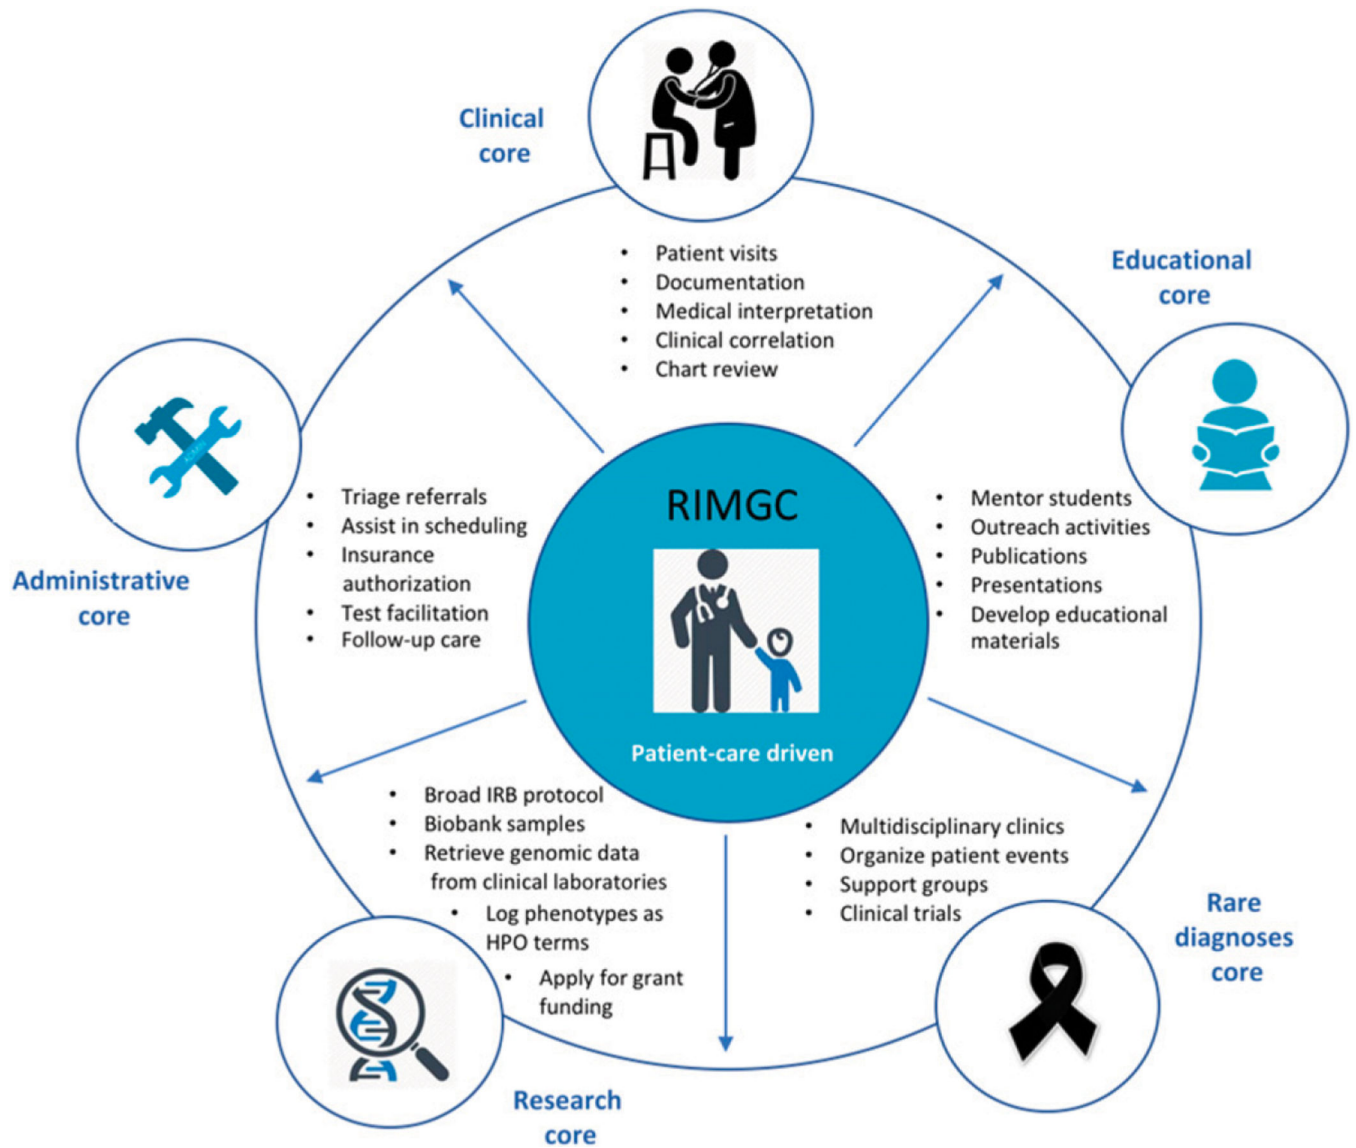 Clinical
core
• Patient visits
• Documentation
• Medical interpretation
• Clinical correlation
• Chart review
Educational
core
• Mentor students
• Outreach activities
• Publications
• Presentations
• Develop educational
materials
Administrative
core
• Triage referrals
• Assist in scheduling
• Insurance
authorization
• Test facilitation
• Follow-up care
RIMGC
Patient-care driven
• Broad IRB protocol
• Biobank samples
• Retrieve genomic data
from clinical laboratories
• Log phenotypes as
HPO terms
• Apply for grant
funding
Research
core
• Multidisciplinary clinics
• Organize patient events
• Support groups
• Clinical trials
Rare
diagnoses
core